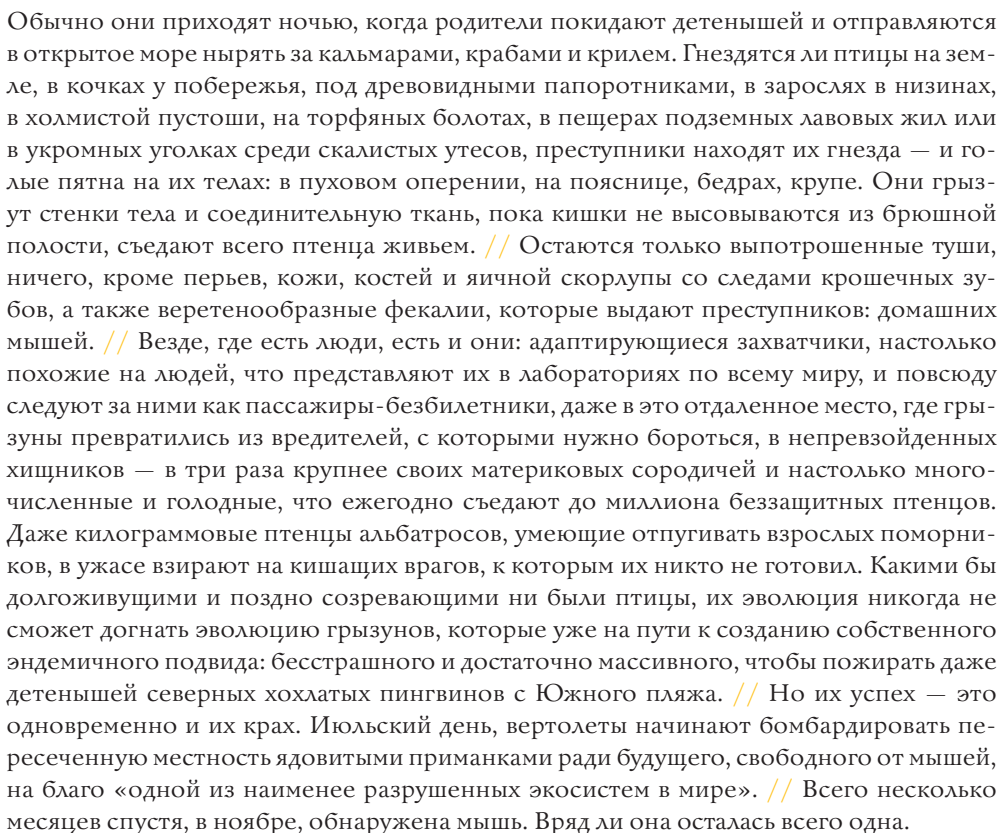 Обычно они приходят ночью, когда родители покидают детенышей и отправляются
в открытое море нырять за кальмарами, крабами и крилем. Гнездятся ли птицы на зем-
ле, в кочках у побережья, под древовидными папоротниками, в зарослях в низинах,
в холмистой пустоши, на торфяных болотах, в пещерах подземных лавовых жил или
в укромных уголках среди скалистых утесов, преступники находят их гнезда — и го-
лые пятна на их телах: в пуховом оперении, на пояснице, бедрах, крупе. Они грыз-
ут стенки тела и соединительную ткань, пока кишки не высовываются из брюшной
полости, съедают всего птенца живьем. // Остаются только выпотрошенные туши,
ничего, кроме перьев, кожи, костей и яичной скорлупы со следами крошечных зу-
бов, а также веретенообразные фекалии, которые выдают преступников: домашних
мышей. // Везде, где есть люди, есть и они: адаптирующиеся захватчики, настолько
похожие на людей, что представляют их в лабораториях по всему миру, и повсюду
следуют за ними как пассажиры-безбилетники, даже в это отдаленное место, где гры-
зуны превратились из вредителей, с которыми нужно бороться, в непревзойденных
хищников — в три раза крупнее своих материковых сородичей и настолько много-
численные и голодные, что ежегодно съедают до миллиона беззащитных птенцов.
Даже килограммовые птенцы альбатросов, умеющие отпугивать взрослых поморни-
ков, в ужасе взирают на кишащих врагов, к которым их никто не готовил. Какими бы
долгоживущими и поздно созревающими ни были птицы, их эволюция никогда не
сможет догнать эволюцию грызунов, которые уже на пути к созданию собственного
эндемичного подвида: бесстрашного и достаточно массивного, чтобы пожирать даже
детенышей северных хохлатых пингвинов с Южного пляжа. // Но их успех — это
одновременно и их крах. Июльский день, вертолеты начинают бомбардировать пе-
ресеченную местность ядовитыми приманками ради будущего, свободного от мышей,
на благо «одной из наименее разрушенных экосистем в мире». // Всего несколько
месяцев спустя, в ноябре, обнаружена мышь. Вряд ли она осталась всего одна.